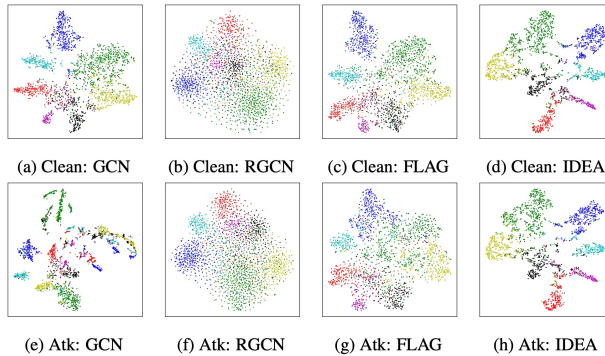 (a) Clean: GCN (b) Clean: RGCN (c) Clean: FLAG (d) Clean: IDEA
(e) Atk: GCN (f) Atk: RGCN (g) Atk: FLAG (h) Atk: IDEA